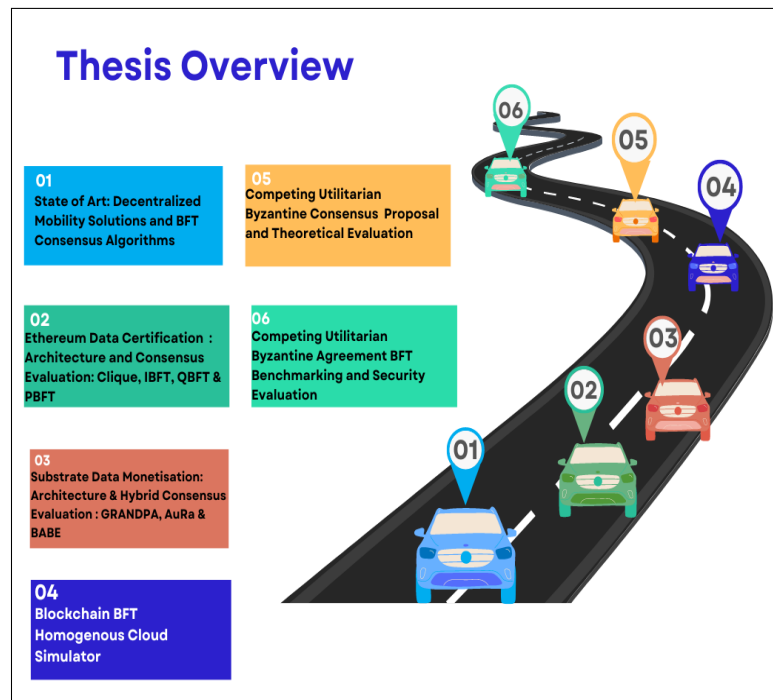 Thesis Overview
01
State of Art: Decentralized
Mobility Solutions and BFT
Consensus Algorithms
02
Ethereum Data Certification :
Architecture and Consensus
Evaluation: Clique, IBFT, QBFT &
PBFT
03
Substrate Data Monetisation:
Architecture & Hybrid Consensus
Evaluation : GRANDPA, AuRa &
BABE
04
Blockchain BFT
Homogenous Cloud
Simulator
05
Competing Utilitarian
Byzantine Consensus Proposal
and Theoretical Evaluation
06
Competing Utilitarian
Byzantine Agreement BFT
Benchmarking and Security
Evaluation
01
02
03
04
05
06